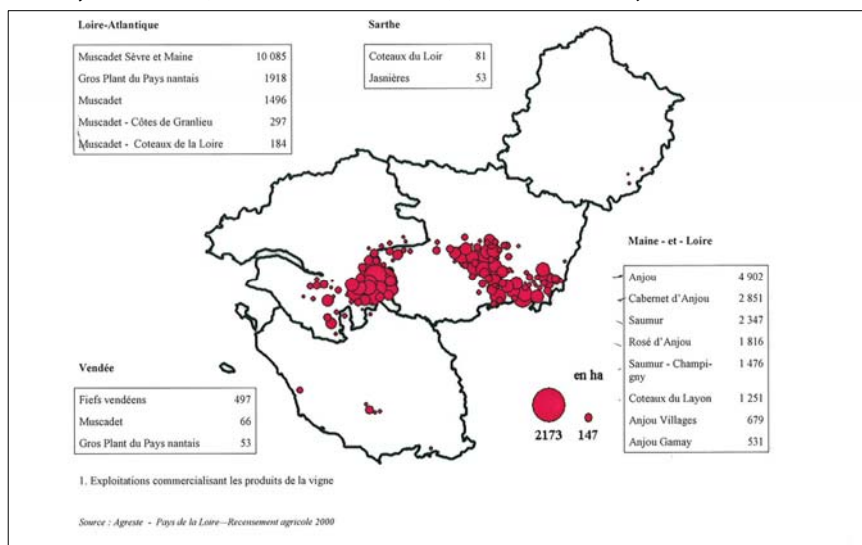 Loire-Atlantique
Muscadet Sèvre et Maine 10 085
Gros Plant du Pays nantais 1918
Muscadet 1496
Muscadet - Côtes de Granlieu 297
Muscadet - Coteaux de la Loire 184
Sarthe
Coteaux du Loir 81
Jasnières 53
Maine - et - Loire
Anjou 4 902
Cabernet d'Anjou 2 851
Saumur 2 347
Rosé d'Anjou 1 816
Saumur - Champi- 1 476
gny
Coteaux du Layon 1 251
Anjou Villages 679
Anjou Gamay 531
Vendée
Fiefs vendéens 497
Muscadet 66
Gros Plant du Pays nantais 53
en ha
2173 147
1. Exploitations commercialisant les produits de la vigne
Source : Agreste - Pays de la Loire—Recensement agricole 2000